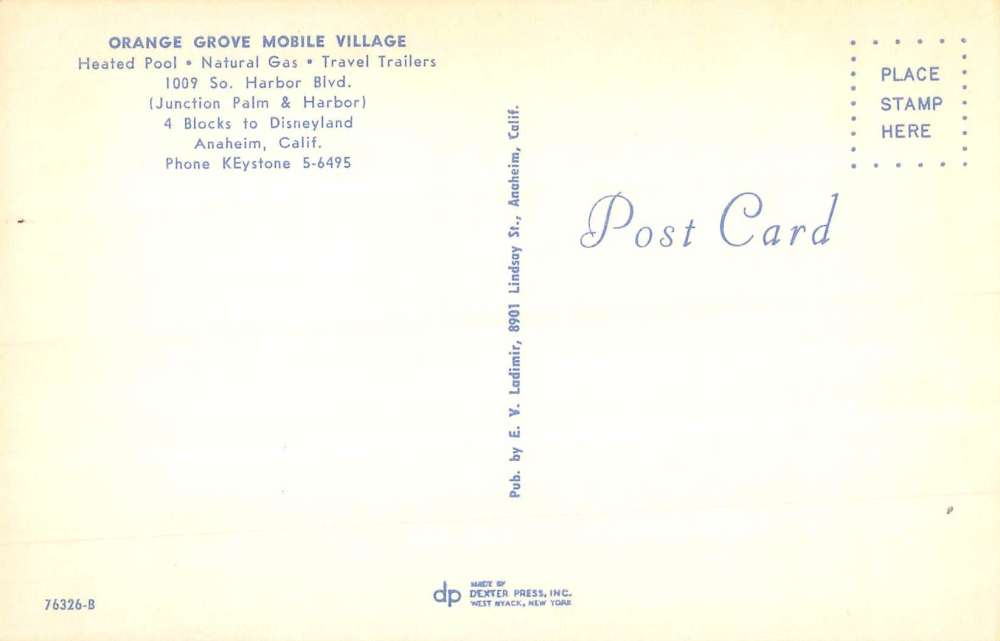 ORANGE GROVE MOBILE VILLAGE
Heated Pool • Natural Gas • Travel Trailers
1009 So. Harbor Blvd.
(Junction Palm & Harbor)
4 Blocks to Disneyland
Anaheim, Calif.
Phone KEystone 5-6495
PLACE
STAMP
HERE
Post Card
Pub. by E. V. Ladimir, 8901 Lindsay St., Anaheim, Calif.
76326-B
dp
MADE BY
DEXTER PRESS, INC.
WEST NYACK, NEW YORK